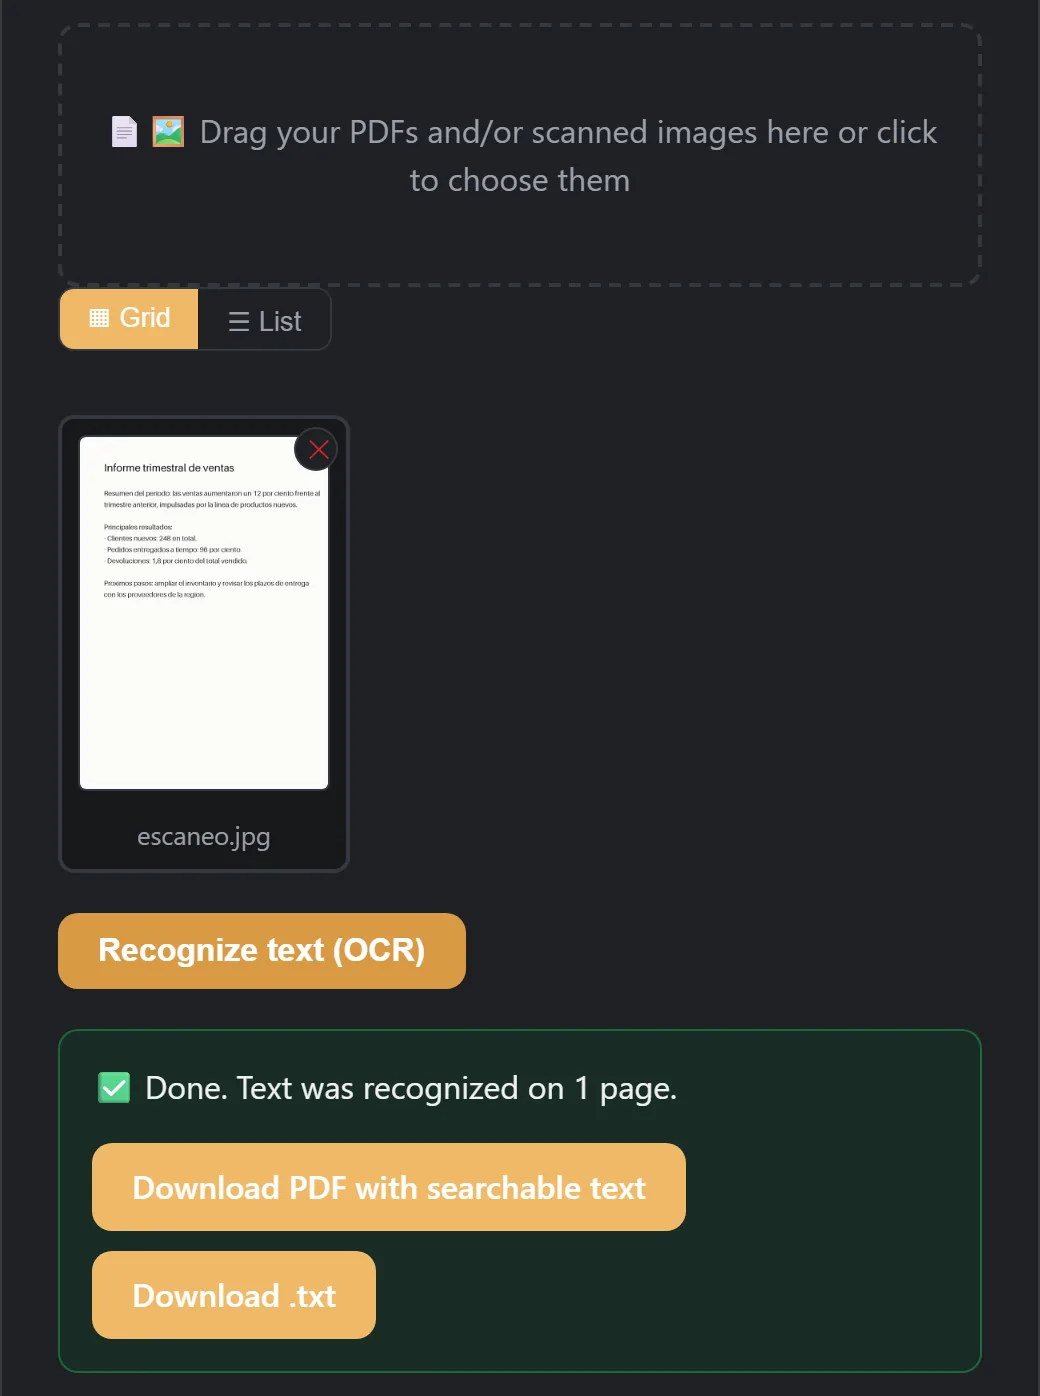 Drag your PDFs and/or scanned images here or click
to choose them
Grid
List
Informe trimestral de ventas
Resumen del periodo: las ventas aumentaron un 12 por ciento frente al
trimestre anterior, impulsadas por la linea de productos nuevos.
Principales resultados:
· Clientes nuevos: 248 en total.
· Pedidos entregados a tiempo: 96 por ciento.
· Devoluciones: 1,8 por ciento del total vendido.
Proximos pasos: ampliar el inventario y revisar los plazos de entrega
con los proveedores de la region.
escaneo.jpg
Recognize text (OCR)
Done. Text was recognized on 1 page.
Download PDF with searchable text
Download .txt